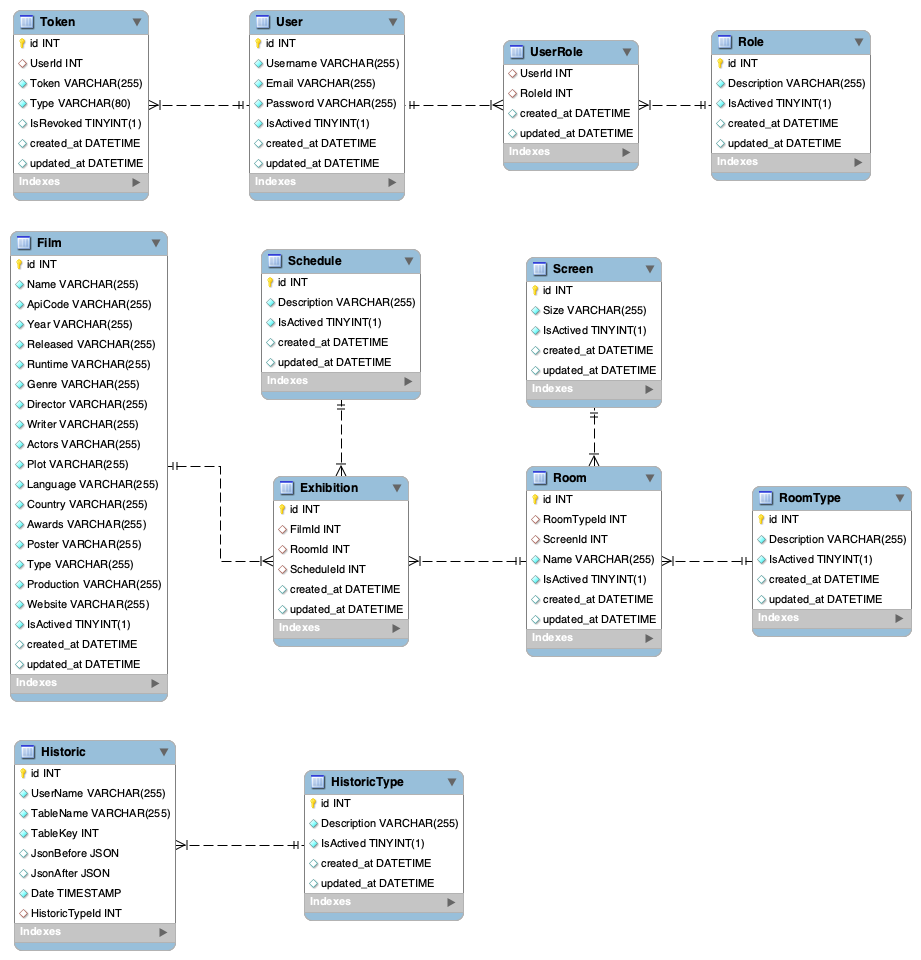 Token
id INT
UserId INT
Token VARCHAR(255)
Type VARCHAR(80)
IsRevoked TINYINT(1)
created_at DATETIME
updated_at DATETIME
Indexes
User
id INT
Username VARCHAR(255)
Email VARCHAR(255)
Password VARCHAR(255)
IsActived TINYINT(1)
created_at DATETIME
updated_at DATETIME
Indexes
UserRole
UserId INT
RoleId INT
created_at DATETIME
updated_at DATETIME
Indexes
Role
id INT
Description VARCHAR(255)
IsActived TINYINT(1)
created_at DATETIME
updated_at DATETIME
Indexes
Film
id INT
Name VARCHAR(255)
ApiCode VARCHAR(255)
Year VARCHAR(255)
Released VARCHAR(255)
Runtime VARCHAR(255)
Genre VARCHAR(255)
Director VARCHAR(255)
Writer VARCHAR(255)
Actors VARCHAR(255)
Plot VARCHAR(255)
Language VARCHAR(255)
Country VARCHAR(255)
Awards VARCHAR(255)
Poster VARCHAR(255)
Type VARCHAR(255)
Production VARCHAR(255)
Website VARCHAR(255)
IsActived TINYINT(1)
created_at DATETIME
updated_at DATETIME
Indexes
Schedule
id INT
Description VARCHAR(255)
IsActived TINYINT(1)
created_at DATETIME
updated_at DATETIME
Indexes
Screen
id INT
Size VARCHAR(255)
IsActived TINYINT(1)
created_at DATETIME
updated_at DATETIME
Indexes
Exhibition
id INT
FilmId INT
RoomId INT
ScheduleId INT
created_at DATETIME
updated_at DATETIME
Indexes
Room
id INT
RoomTypeId INT
ScreenId INT
Name VARCHAR(255)
IsActived TINYINT(1)
created_at DATETIME
updated_at DATETIME
Indexes
RoomType
id INT
Description VARCHAR(255)
IsActived TINYINT(1)
created_at DATETIME
updated_at DATETIME
Indexes
Historic
id INT
UserName VARCHAR(255)
TableName VARCHAR(255)
TableKey INT
JsonBefore JSON
JsonAfter JSON
Date TIMESTAMP
HistoricTypeId INT
Indexes
HistoricType
id INT
Description VARCHAR(255)
IsActived TINYINT(1)
created_at DATETIME
updated_at DATETIME
Indexes